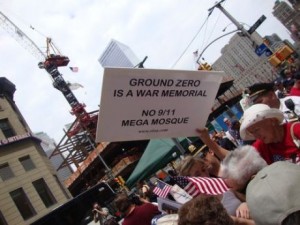 GROUND ZERO
IS A WAR MEMORIAL
NO 9/11
MEGA MOSQUE